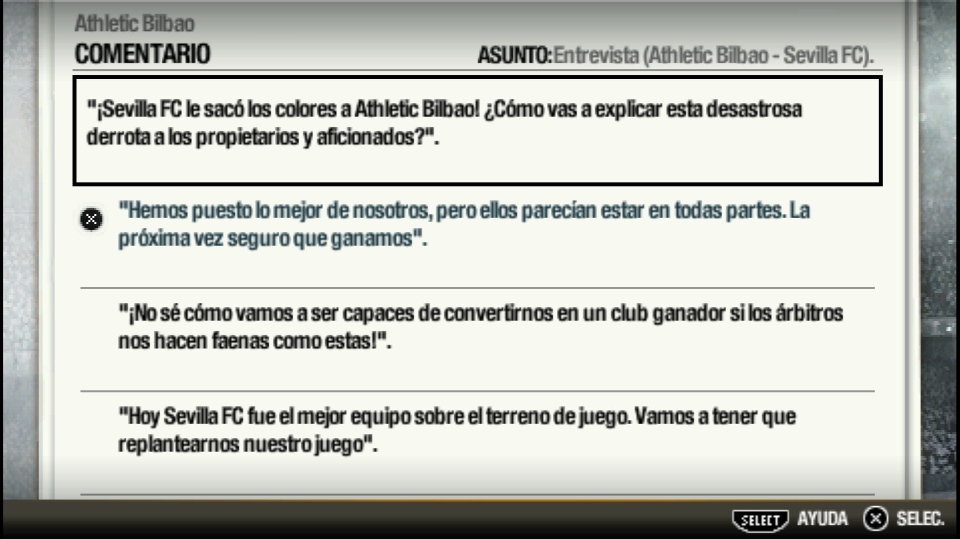 Athletic Bilbao
COMENTARIO
ASUNTO: Entrevista (Athletic Bilbao - Sevilla FC).
"¡Sevilla FC le sacó los colores a Athletic Bilbao! ¿Cómo vas a explicar esta desastrosa
derrota a los propietarios y aficionados?".
"Hemos puesto lo mejor de nosotros, pero ellos parecían estar en todas partes. La
próxima vez seguro que ganamos".
"¡No sé cómo vamos a ser capaces de convertirnos en un club ganador si los árbitros
nos hacen faenas como estas!".
"Hoy Sevilla FC fue el mejor equipo sobre el terreno de juego. Vamos a tener que
replantearnos nuestro juego".
SELECT AYUDA SELEC.